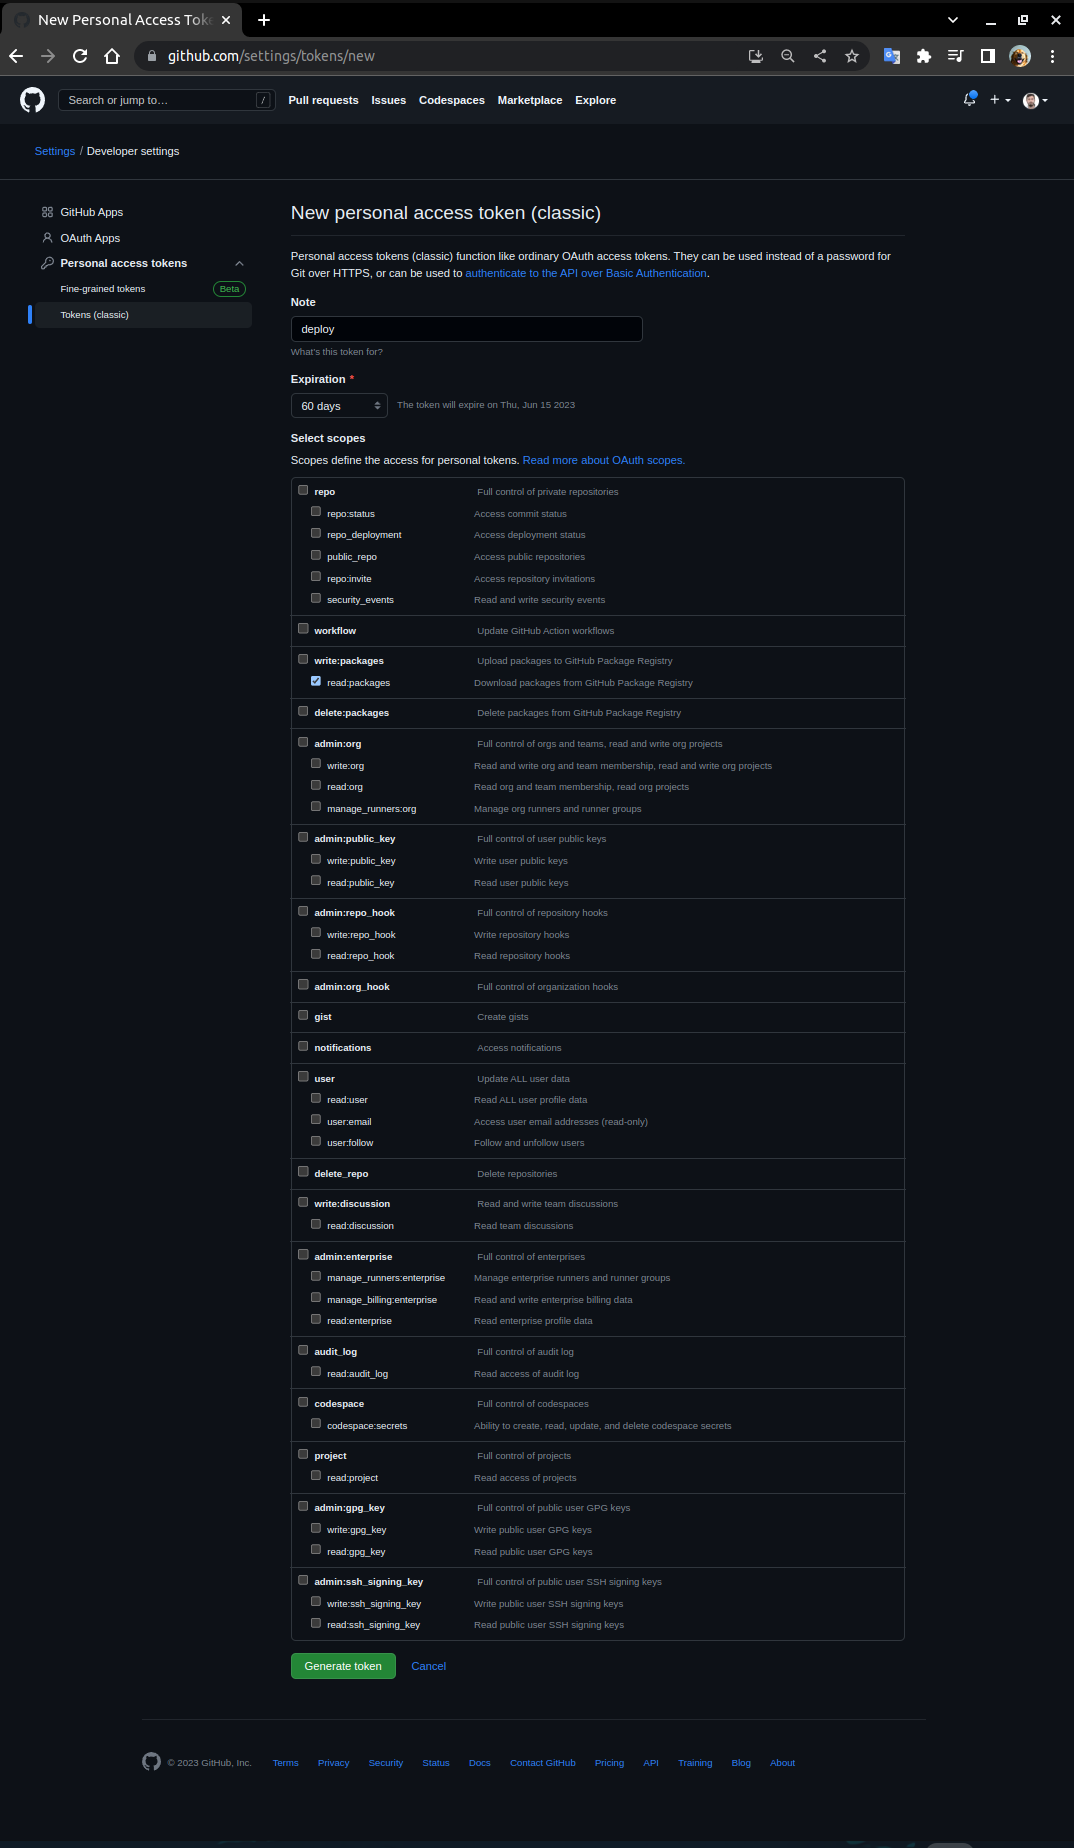 New Personal Access Toke
github.com/settings/tokens/new
Search or jump to… / Pull requests Issues Codespaces Marketplace Explore
Settings / Developer settings
GitHub Apps
OAuth Apps
Personal access tokens
Fine-grained tokens Beta
Tokens (classic)
New personal access token (classic)
Personal access tokens (classic) function like ordinary OAuth access tokens. They can be used instead of a password for
Git over HTTPS, or can be used to authenticate to the API over Basic Authentication.
Note
deploy
What's this token for?
Expiration *
60 days The token will expire on Thu, Jun 15 2023
Select scopes
Scopes define the access for personal tokens. Read more about OAuth scopes.
repo Full control of private repositories
repo:status Access commit status
repo_deployment Access deployment status
public_repo Access public repositories
repo:invite Access repository invitations
security_events Read and write security events
workflow Update GitHub Action workflows
write:packages Upload packages to GitHub Package Registry
read:packages Download packages from GitHub Package Registry
delete:packages Delete packages from GitHub Package Registry
admin:org Full control of orgs and teams, read and write org projects
write:org Read and write org and team membership, read and write org projects
read:org Read org and team membership, read org projects
manage_runners:org Manage org runners and runner groups
admin:public_key Full control of user public keys
write:public_key Write user public keys
read:public_key Read user public keys
admin:repo_hook Full control of repository hooks
write:repo_hook Write repository hooks
read:repo_hook Read repository hooks
admin:org_hook Full control of organization hooks
gist Create gists
notifications Access notifications
user Update ALL user data
read:user Read ALL user profile data
user:email Access user email addresses (read-only)
user:follow Follow and unfollow users
delete_repo Delete repositories
write:discussion Read and write team discussions
read:discussion Read team discussions
admin:enterprise Full control of enterprises
manage_runners:enterprise Manage enterprise runners and runner groups
manage_billing:enterprise Read and write enterprise billing data
read:enterprise Read enterprise profile data
audit_log Full control of audit log
read:audit_log Read access of audit log
codespace Full control of codespaces
codespace:secrets Ability to create, read, update, and delete codespace secrets
project Full control of projects
read:project Read access of projects
admin:gpg_key Full control of public user GPG keys
write:gpg_key Write public user GPG keys
read:gpg_key Read public user GPG keys
admin:ssh_signing_key Full control of public user SSH signing keys
write:ssh_signing_key Write public user SSH signing keys
read:ssh_signing_key Read public user SSH signing keys
Generate token Cancel
© 2023 GitHub, Inc. Terms Privacy Security Status Docs Contact GitHub Pricing API Training Blog About